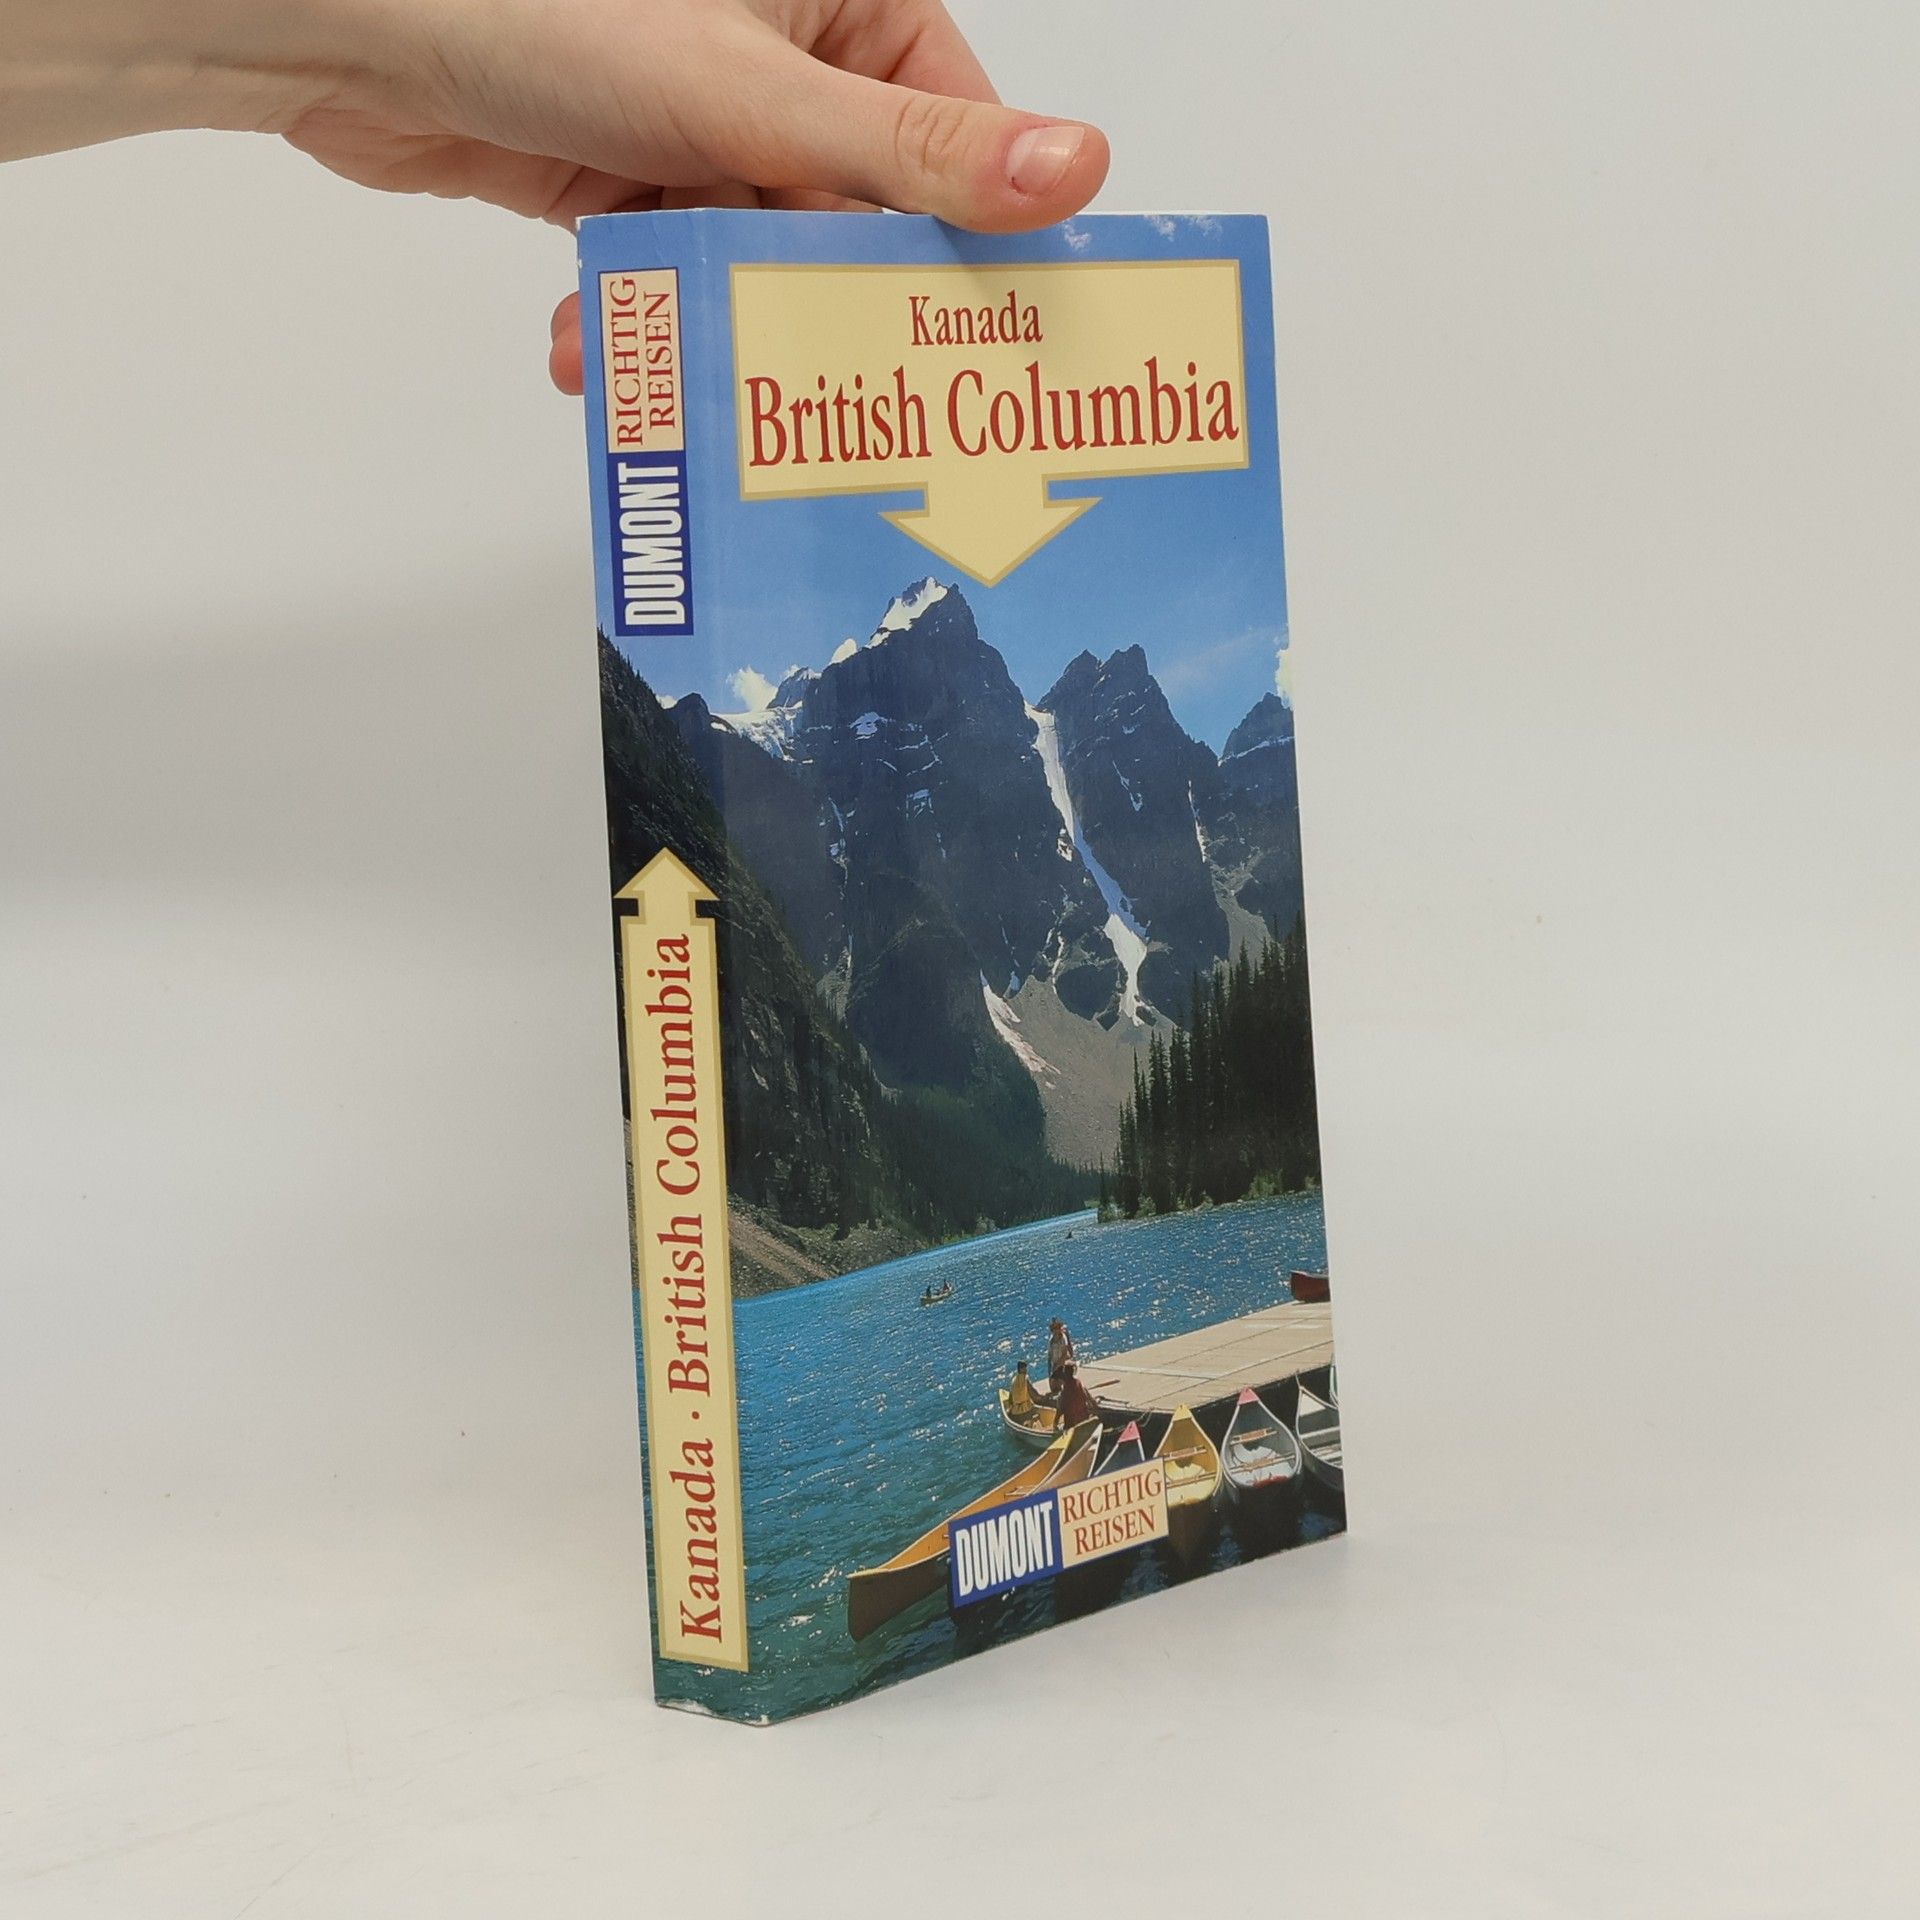 RICHTIG
REISEN
DUMONT
Kanada · British Columbia
Kanada
British Columbia
DUMONT
RICHTIG
REISEN